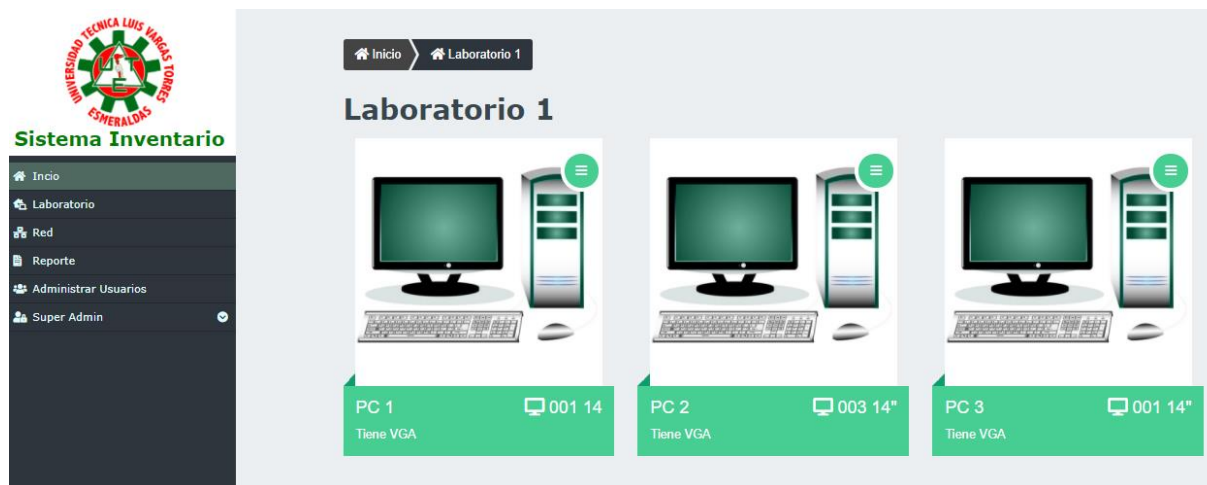 UNIVERSIDAD TECNICA LUIS VARGAS TORRES
UTE
ESMERALDAS
Sistema Inventario
Incio
Laboratorio
Red
Reporte
Administrar Usuarios
Super Admin
Inicio Laboratorio 1
Laboratorio 1
PC 1 001 14
Tiene VGA
PC 2 003 14"
Tiene VGA
PC 3 001 14"
Tiene VGA